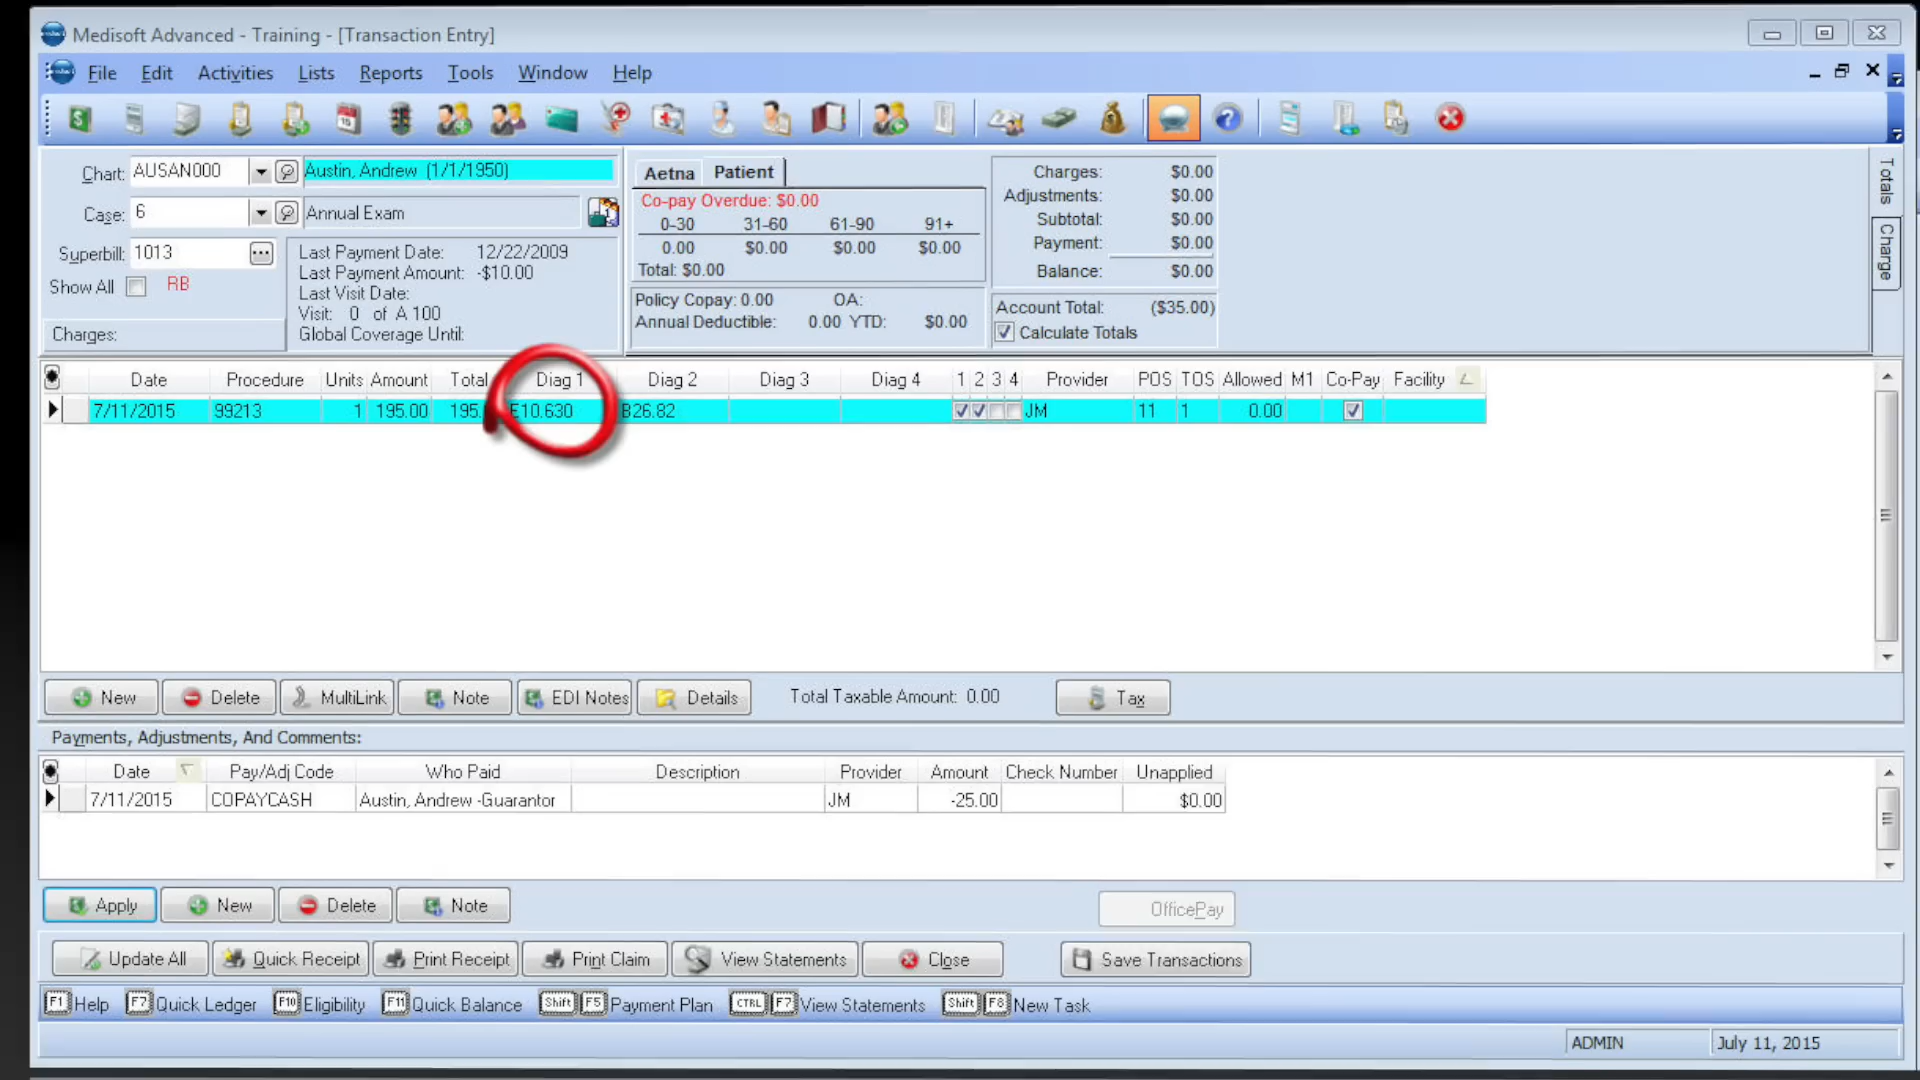 Medisoft Advanced - Training - [Transaction Entry]
File Edit Activities Lists Reports Tools Window Help
Chart: AUSAN000 Austin, Andrew (1/1/1950)
Case: 6 Annual Exam
Superbill: 1013
Show All RB
Charges:
Last Payment Date: 12/22/2009
Last Payment Amount: -$10.00
Last Visit Date:
Visit: 0 of A 100
Global Coverage Until:
Aetna Patient
Co-pay Overdue: $0.00
0-30 31-60 61-90 91+
0.00 $0.00 $0.00 $0.00
Total: $0.00
Policy Copay: 0.00 OA:
Annual Deductible: 0.00 YTD: $0.00
Charges: $0.00
Adjustments: $0.00
Subtotal: $0.00
Payment: $0.00
Balance: $0.00
Account Total: ($35.00)
Calculate Totals
Totals
Charge
Date Procedure Units Amount Total Diag 1 Diag 2 Diag 3 Diag 4 1 2 3 4 Provider POS TOS Allowed M1 Co-Pay Facility
7/11/2015 99213 1 195.00 195. E10.630 B26.82 JM 11 1 0.00
New Delete MultiLink Note EDI Notes Details Total Taxable Amount: 0.00 Tax
Payments, Adjustments, And Comments:
Date Pay/Adj Code Who Paid Description Provider Amount Check Number Unapplied
7/11/2015 COPAYCASH Austin, Andrew -Guarantor JM -25.00 $0.00
Apply New Delete Note OfficePay
Update All Quick Receipt Print Receipt Print Claim View Statements Close Save Transactions
F1 Help F7 Quick Ledger F10 Eligibility F11 Quick Balance Shift F5 Payment Plan CTRL F7 View Statements Shift F8 New Task
ADMIN July 11, 2015